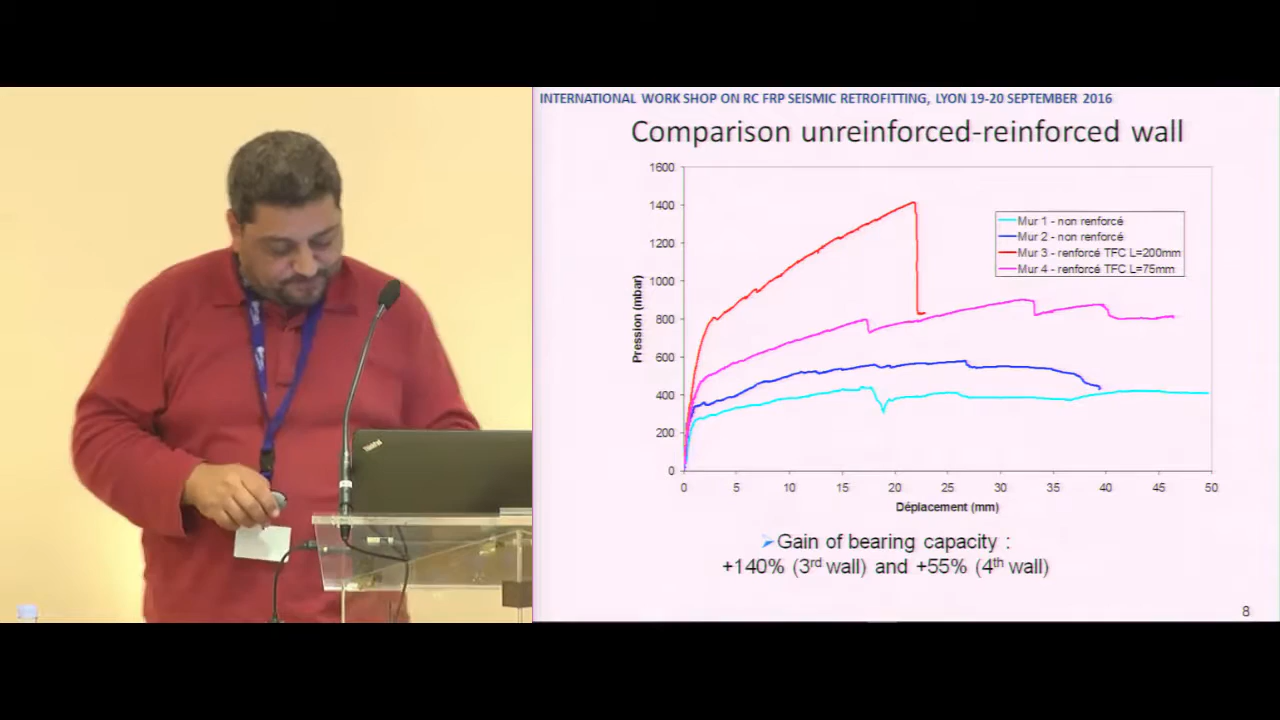 INTERNATIONAL WORK SHOP ON RC FRP SEISMIC RETROFITTING, LYON 19-20 SEPTEMBER 2016
Comparison unreinforced-reinforced wall
1600
1400
1200
1000
800
600
400
200
0
Pression (mbar)
Mur 1 - non renforcé
Mur 2 - non renforcé
Mur 3 - renforcé TFC L=200mm
Mur 4 - renforcé TFC L=75mm
0 5 10 15 20 25 30 35 40 45 50
Déplacement (mm)
Gain of bearing capacity :
+140% (3rd wall) and +55% (4th wall)
8
ThinkPad